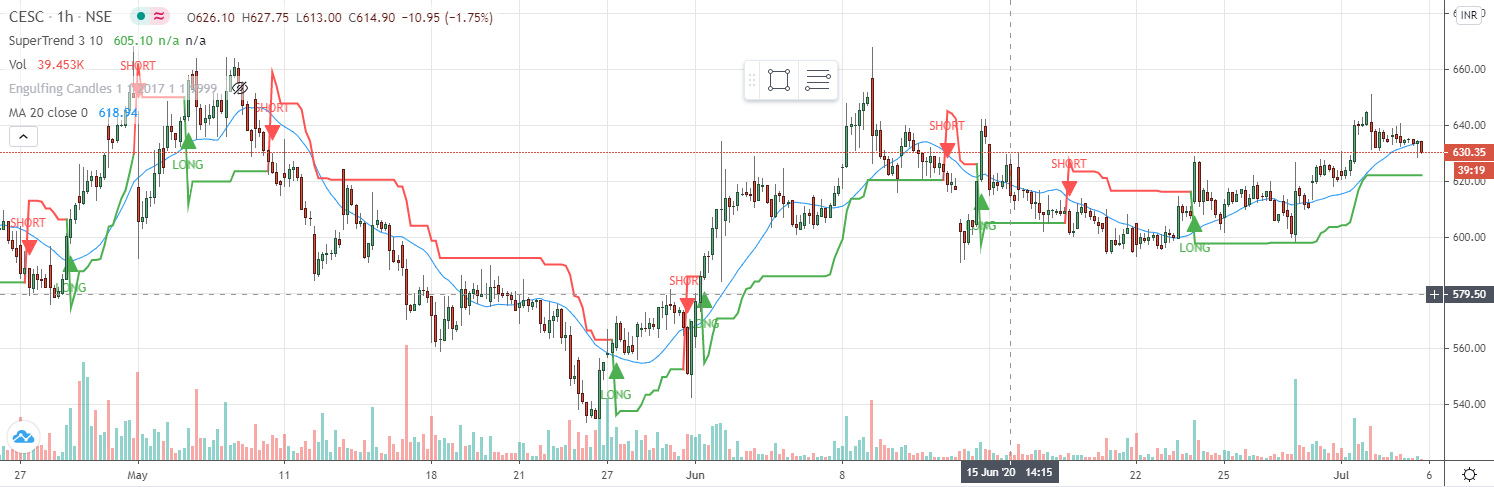 CESC · 1h · NSE O626.10 H627.75 L613.00 C614.90 −10.95 (−1.75%)
SuperTrend 3 10 605.10 n/a n/a
Vol 39.453K
Engulfing Candles 1 1 2017 1 1 9999
MA 20 close 0 618.94
SHORT
LONG
SHORT
LONG
SHORT
LONG
SHORT
LONG
SHORT
LONG
SHORT
LONG
INR
660.00
640.00
630.35
39:19
620.00
600.00
579.50
560.00
540.00
27 May 11 18 21 27 Jun 8 15 Jun '20 14:15 22 25 Jul 6